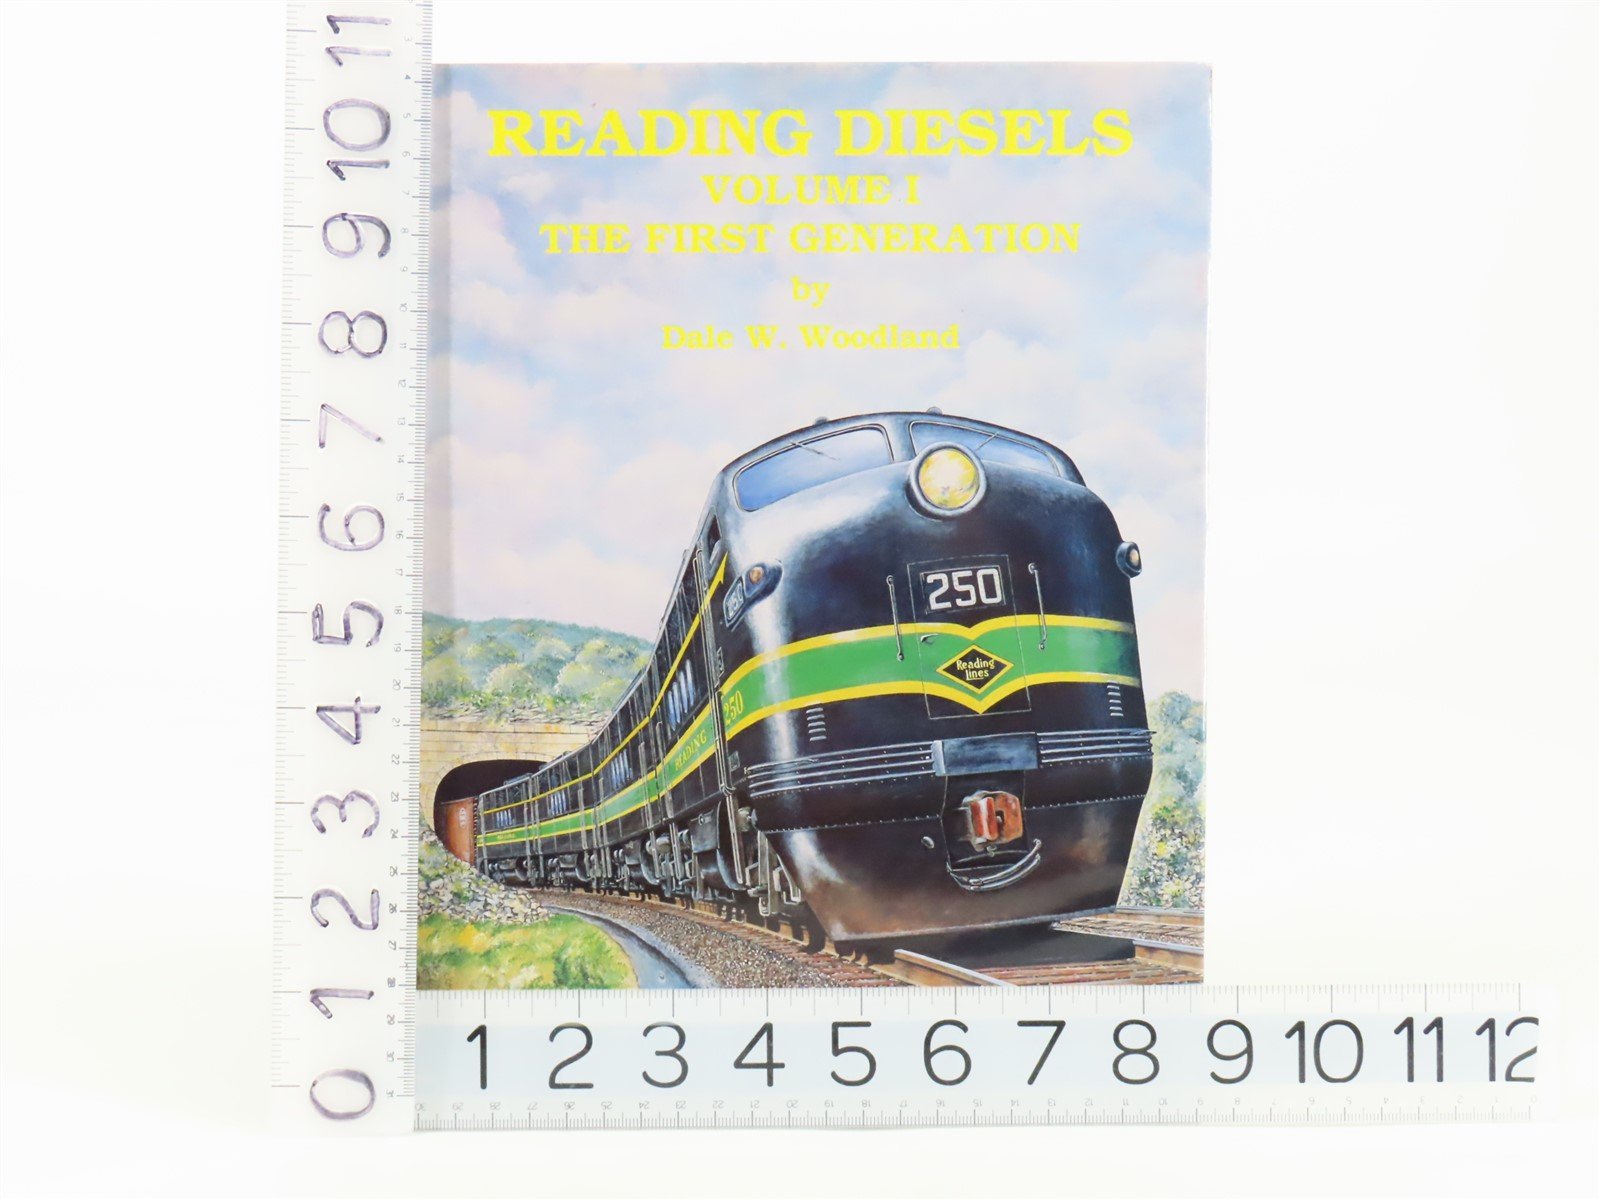 READING DIESELS
VOLUME I
THE FIRST GENERATION
by
Dale W. Woodland
250
250
Reading
Lines
250
READING
11
10
9
8
7
6
5
4
3
2
1
0
1 2 3 4 5 6 7 8 9 10 11 12